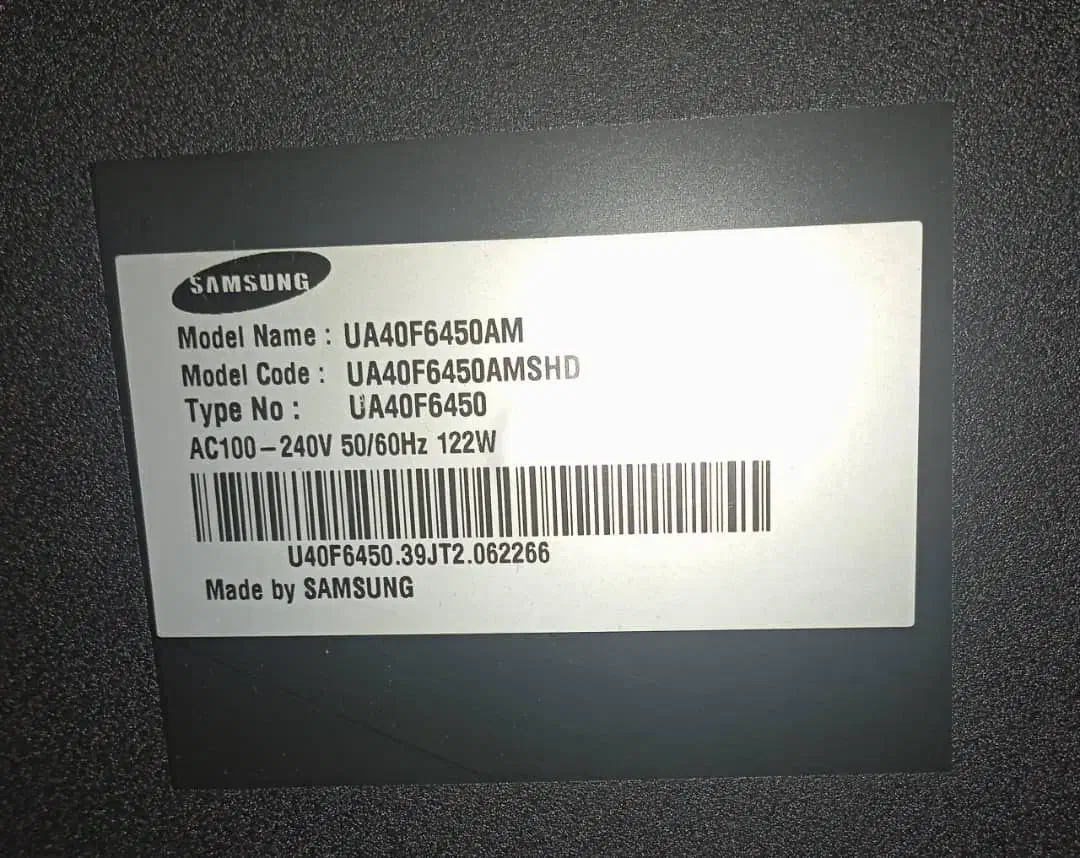 SAMSUNG
Model Name : UA40F6450AM
Model Code : UA40F6450AMSHD
Type No : UA40F6450
AC100-240V 50/60Hz 122W
U40F6450.39JT2.062266
Made by SAMSUNG